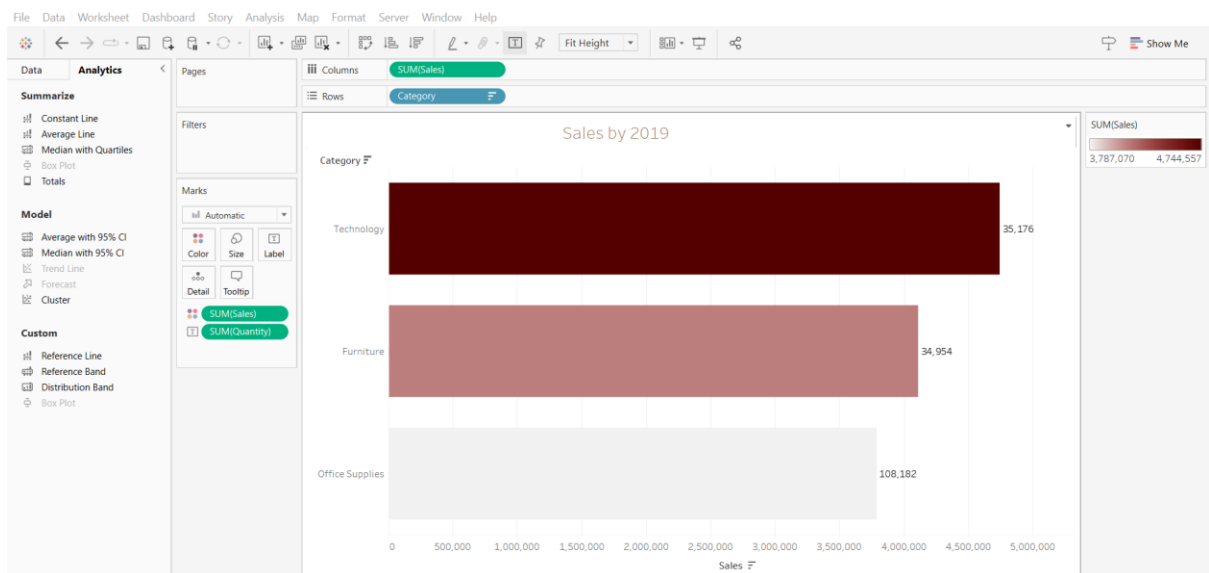 File Data Worksheet Dashboard Story Analysis Map Format Server Window Help
Fit Height
Show Me
Data Analytics
Summarize
Constant Line
Average Line
Median with Quartiles
Box Plot
Totals
Model
Average with 95% CI
Median with 95% CI
Trend Line
Forecast
Cluster
Custom
Reference Line
Reference Band
Distribution Band
Box Plot
Pages
Filters
Marks
Automatic
Color Size Label
Detail Tooltip
SUM(Sales)
SUM(Quantity)
Columns SUM(Sales)
Rows Category
Sales by 2019
Category
Technology 35,176
Furniture 34,954
Office Supplies 108,182
0 500,000 1,000,000 1,500,000 2,000,000 2,500,000 3,000,000 3,500,000 4,000,000 4,500,000 5,000,000
Sales
SUM(Sales)
3,787,070 4,744,557